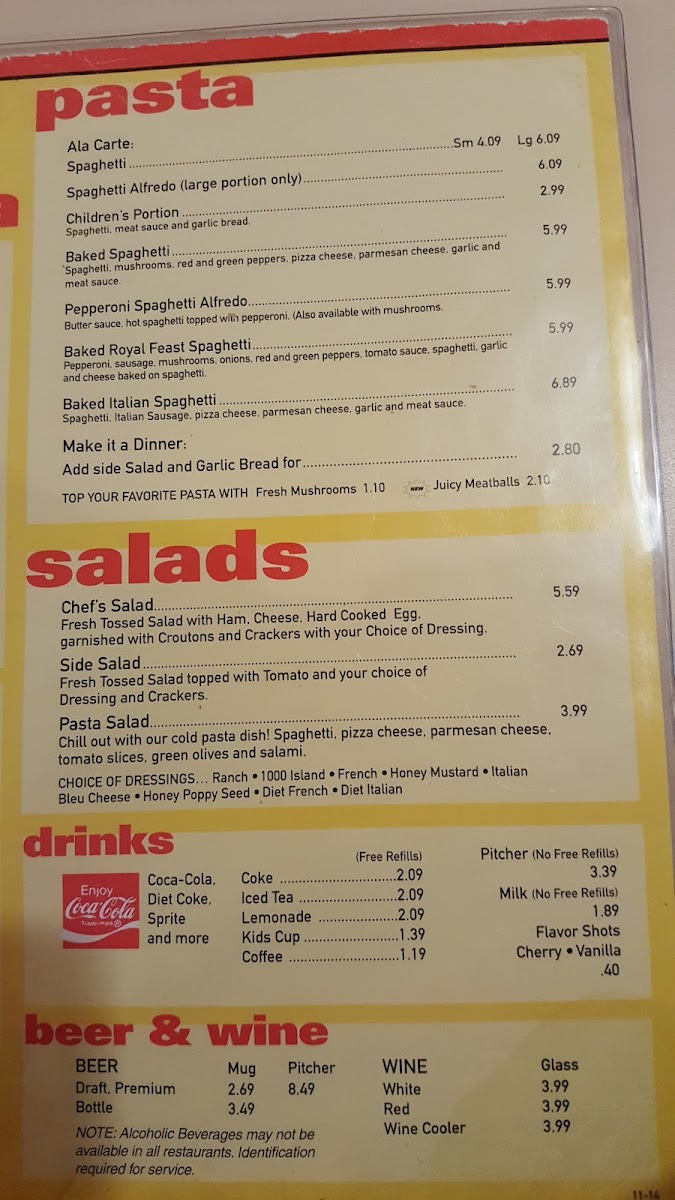 pasta
Ala Carte:
Spaghetti Sm 4.09 Lg 6.09
Spaghetti Alfredo (large portion only) 6.09
Children's Portion 2.99
Spaghetti, meat sauce and garlic bread.
Baked Spaghetti 5.99
Spaghetti, mushrooms, red and green peppers, pizza cheese, parmesan cheese, garlic and
meat sauce.
Pepperoni Spaghetti Alfredo 5.99
Butter sauce, hot spaghetti topped with pepperoni. (Also available with mushrooms.
Baked Royal Feast Spaghetti 5.99
Pepperoni, sausage, mushrooms, onions, red and green peppers, tomato sauce, spaghetti, garlic
and cheese baked on spaghetti.
Baked Italian Spaghetti 6.89
Spaghetti, Italian Sausage, pizza cheese, parmesan cheese, garlic and meat sauce.
Make it a Dinner:
Add side Salad and Garlic Bread for 2.80
TOP YOUR FAVORITE PASTA WITH Fresh Mushrooms 1.10 NEW Juicy Meatballs 2.10
salads
Chef's Salad 5.59
Fresh Tossed Salad with Ham, Cheese, Hard Cooked Egg,
garnished with Croutons and Crackers with your Choice of Dressing.
Side Salad 2.69
Fresh Tossed Salad topped with Tomato and your choice of
Dressing and Crackers.
Pasta Salad 3.99
Chill out with our cold pasta dish! Spaghetti, pizza cheese, parmesan cheese,
tomato slices, green olives and salami.
CHOICE OF DRESSINGS... Ranch • 1000 Island • French • Honey Mustard • Italian
Bleu Cheese • Honey Poppy Seed • Diet French • Diet Italian
drinks
Enjoy
Coca-Cola
Trade-mark ®
Coca-Cola,
Diet Coke,
Sprite
and more
(Free Refills)
Coke 2.09
Iced Tea 2.09
Lemonade 2.09
Kids Cup 1.39
Coffee 1.19
Pitcher (No Free Refills)
3.39
Milk (No Free Refills)
1.89
Flavor Shots
Cherry • Vanilla
.40
beer & wine
BEER Mug Pitcher
Draft, Premium 2.69 8.49
Bottle 3.49
NOTE: Alcoholic Beverages may not be
available in all restaurants. Identification
required for service.
WINE Glass
White 3.99
Red 3.99
Wine Cooler 3.99
11-14